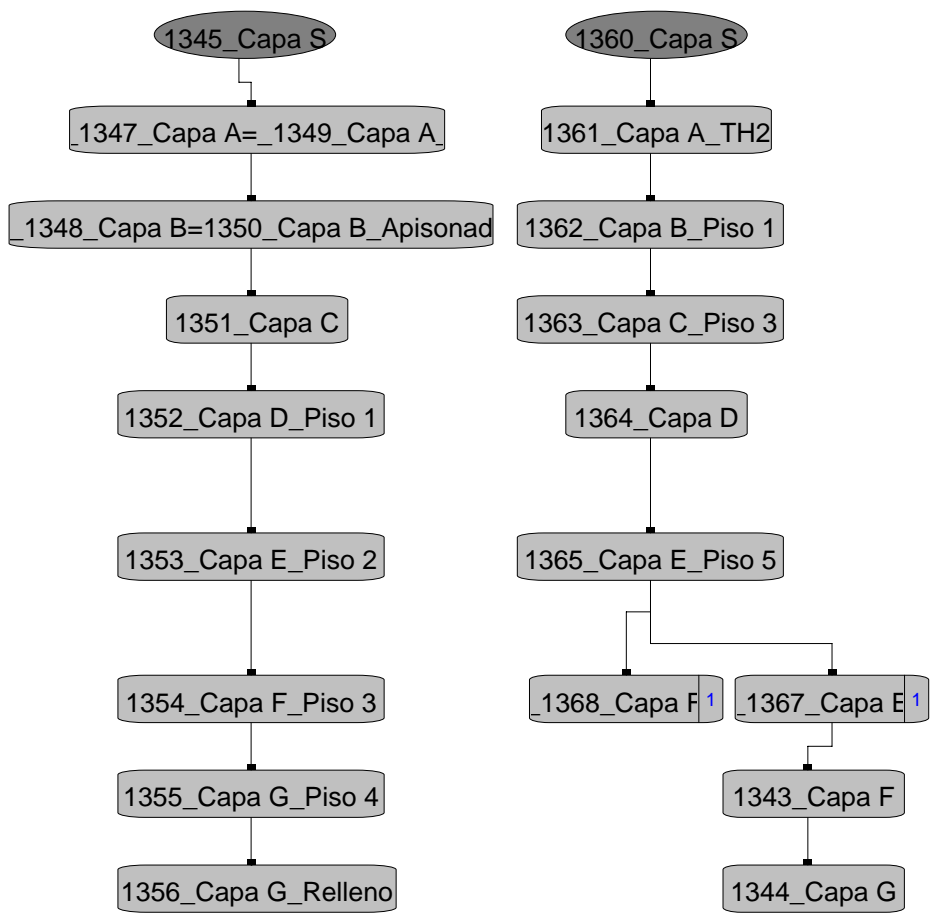 1345_Capa S
_1347_Capa A=_1349_Capa A_
_1348_Capa B=1350_Capa B_Apisonad
1351_Capa C
1352_Capa D_Piso 1
1353_Capa E_Piso 2
1354_Capa F_Piso 3
1355_Capa G_Piso 4
1356_Capa G_Relleno
1360_Capa S
1361_Capa A_TH2
1362_Capa B_Piso 1
1363_Capa C_Piso 3
1364_Capa D
1365_Capa E_Piso 5
_1368_Capa F 1
_1367_Capa E 1
1343_Capa F
1344_Capa G